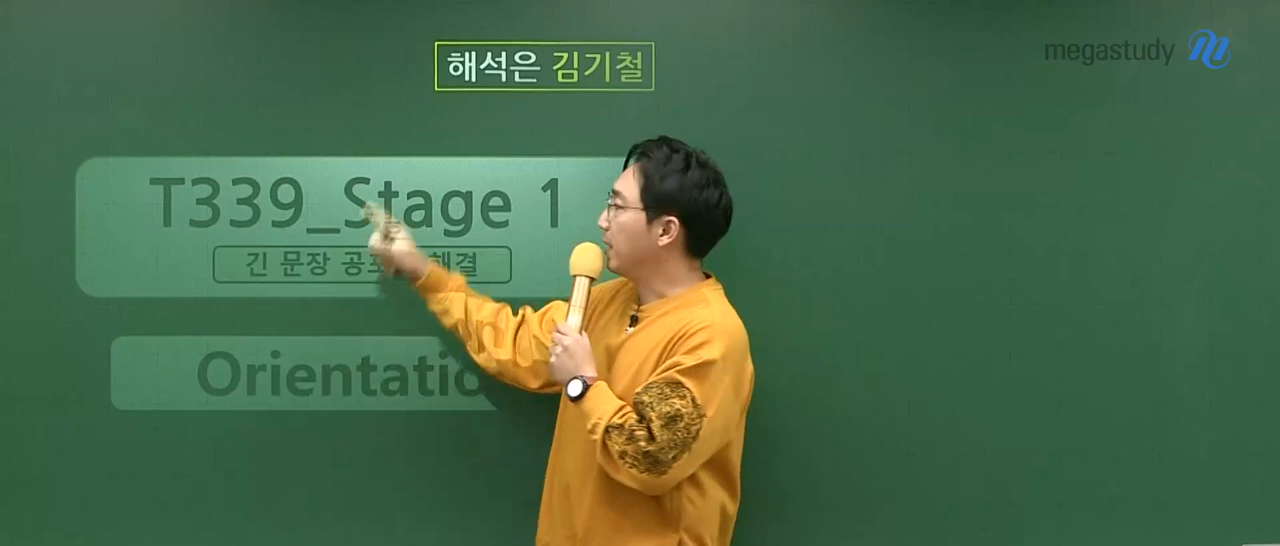 해석은 김기철
megastudy
T339_Stage 1
긴 문장 해결
Orientatio